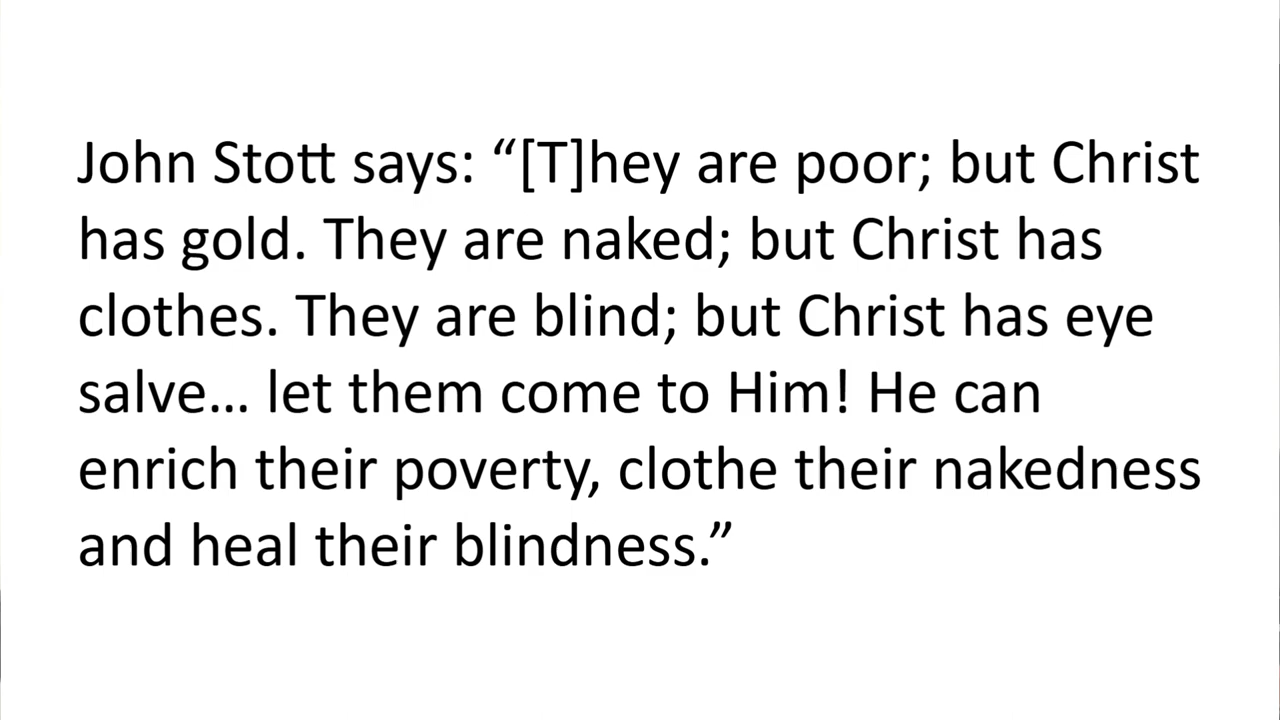 John Stott says: “[T]hey are poor; but Christ
has gold. They are naked; but Christ has
clothes. They are blind; but Christ has eye
salve… let them come to Him! He can
enrich their poverty, clothe their nakedness
and heal their blindness.”